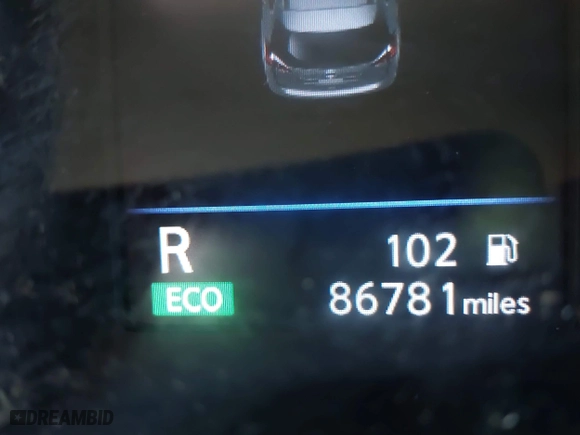 R 102
ECO 86781 miles
DREAMBID